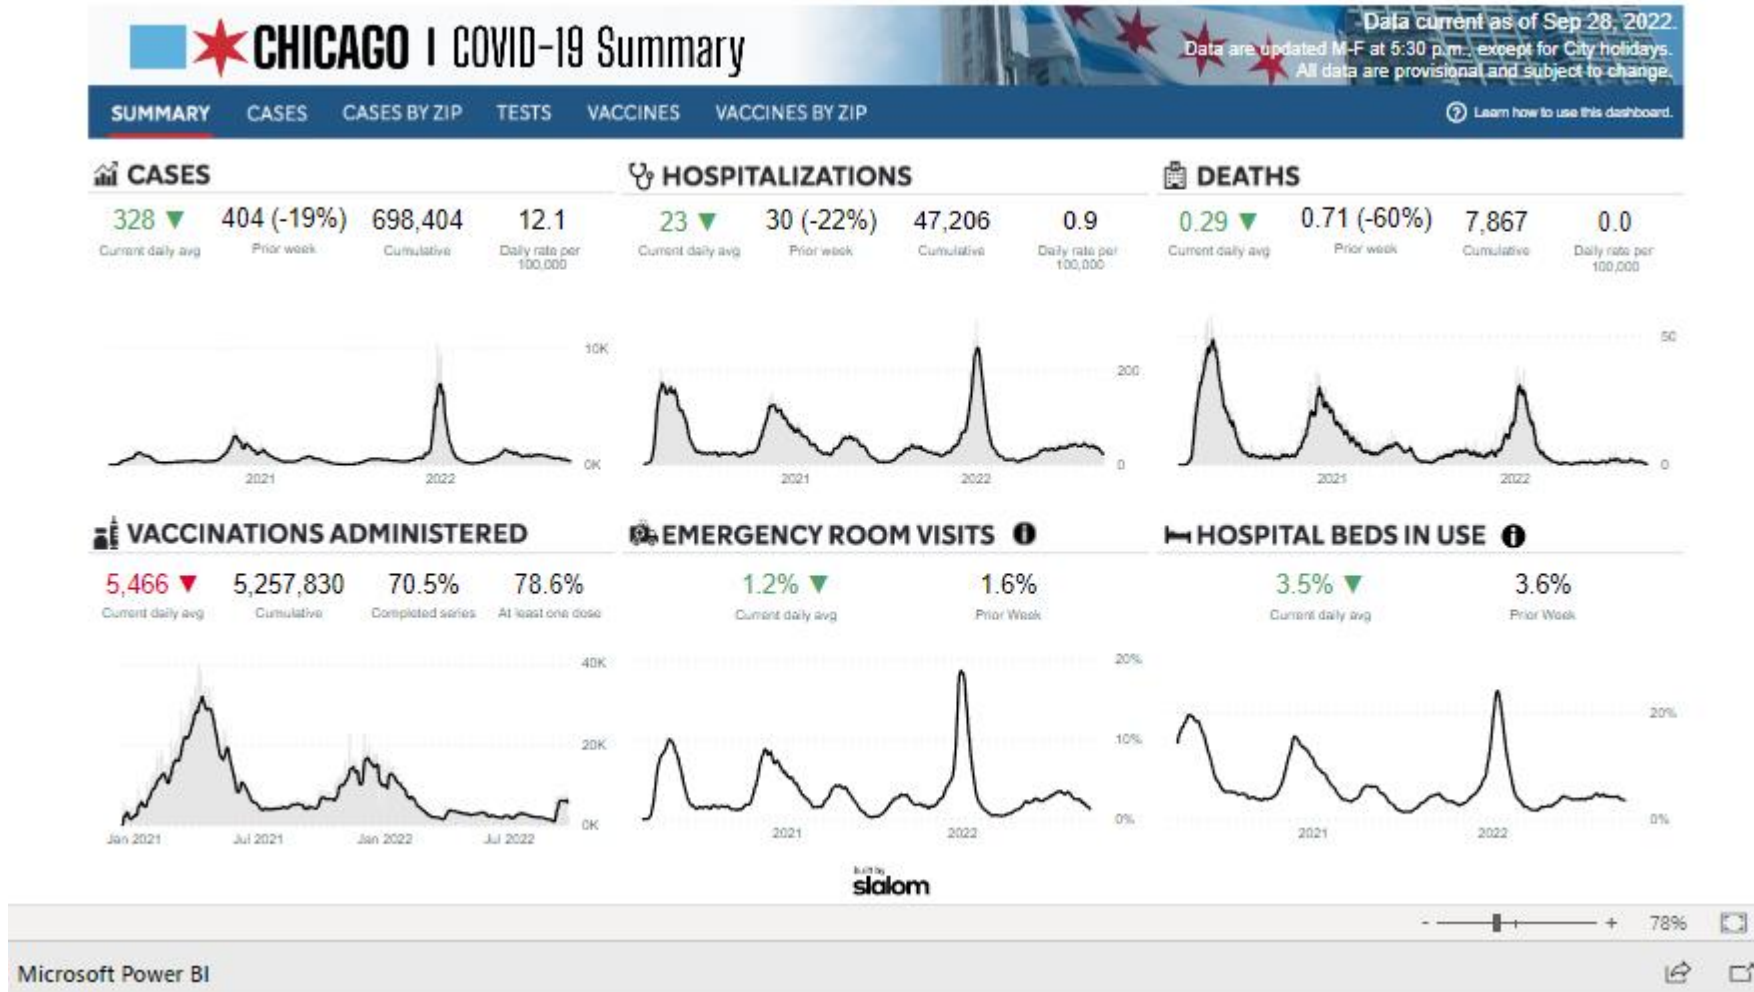 CHICAGO | COVID-19 Summary
Data current as of Sep 28, 2022.
Data are updated M-F at 5:30 p.m., except for City holidays.
All data are provisional and subject to change.
SUMMARY CASES CASES BY ZIP TESTS VACCINES VACCINES BY ZIP
? Learn how to use this dashboard.
CASES
328 ▼ 404 (-19%) 698,404 12.1
Current daily avg Prior week Cumulative Daily rate per
100,000
10K
0K
2021 2022
HOSPITALIZATIONS
23 ▼ 30 (-22%) 47,206 0.9
Current daily avg Prior week Cumulative Daily rate per
100,000
200
0
2021 2022
DEATHS
0.29 ▼ 0.71 (-60%) 7,867 0.0
Current daily avg Prior week Cumulative Daily rate per
100,000
50
0
2021 2022
VACCINATIONS ADMINISTERED
5,466 ▼ 5,257,830 70.5% 78.6%
Current daily avg Cumulative Completed series At least one dose
40K
20K
0K
Jan 2021 Jul 2021 Jan 2022 Jul 2022
EMERGENCY ROOM VISITS i
1.2% ▼ 1.6%
Current daily avg Prior Week
20%
10%
0%
2021 2022
HOSPITAL BEDS IN USE i
3.5% ▼ 3.6%
Current daily avg Prior Week
20%
0%
2021 2022
built by
slalom
- + 78%
Microsoft Power BI